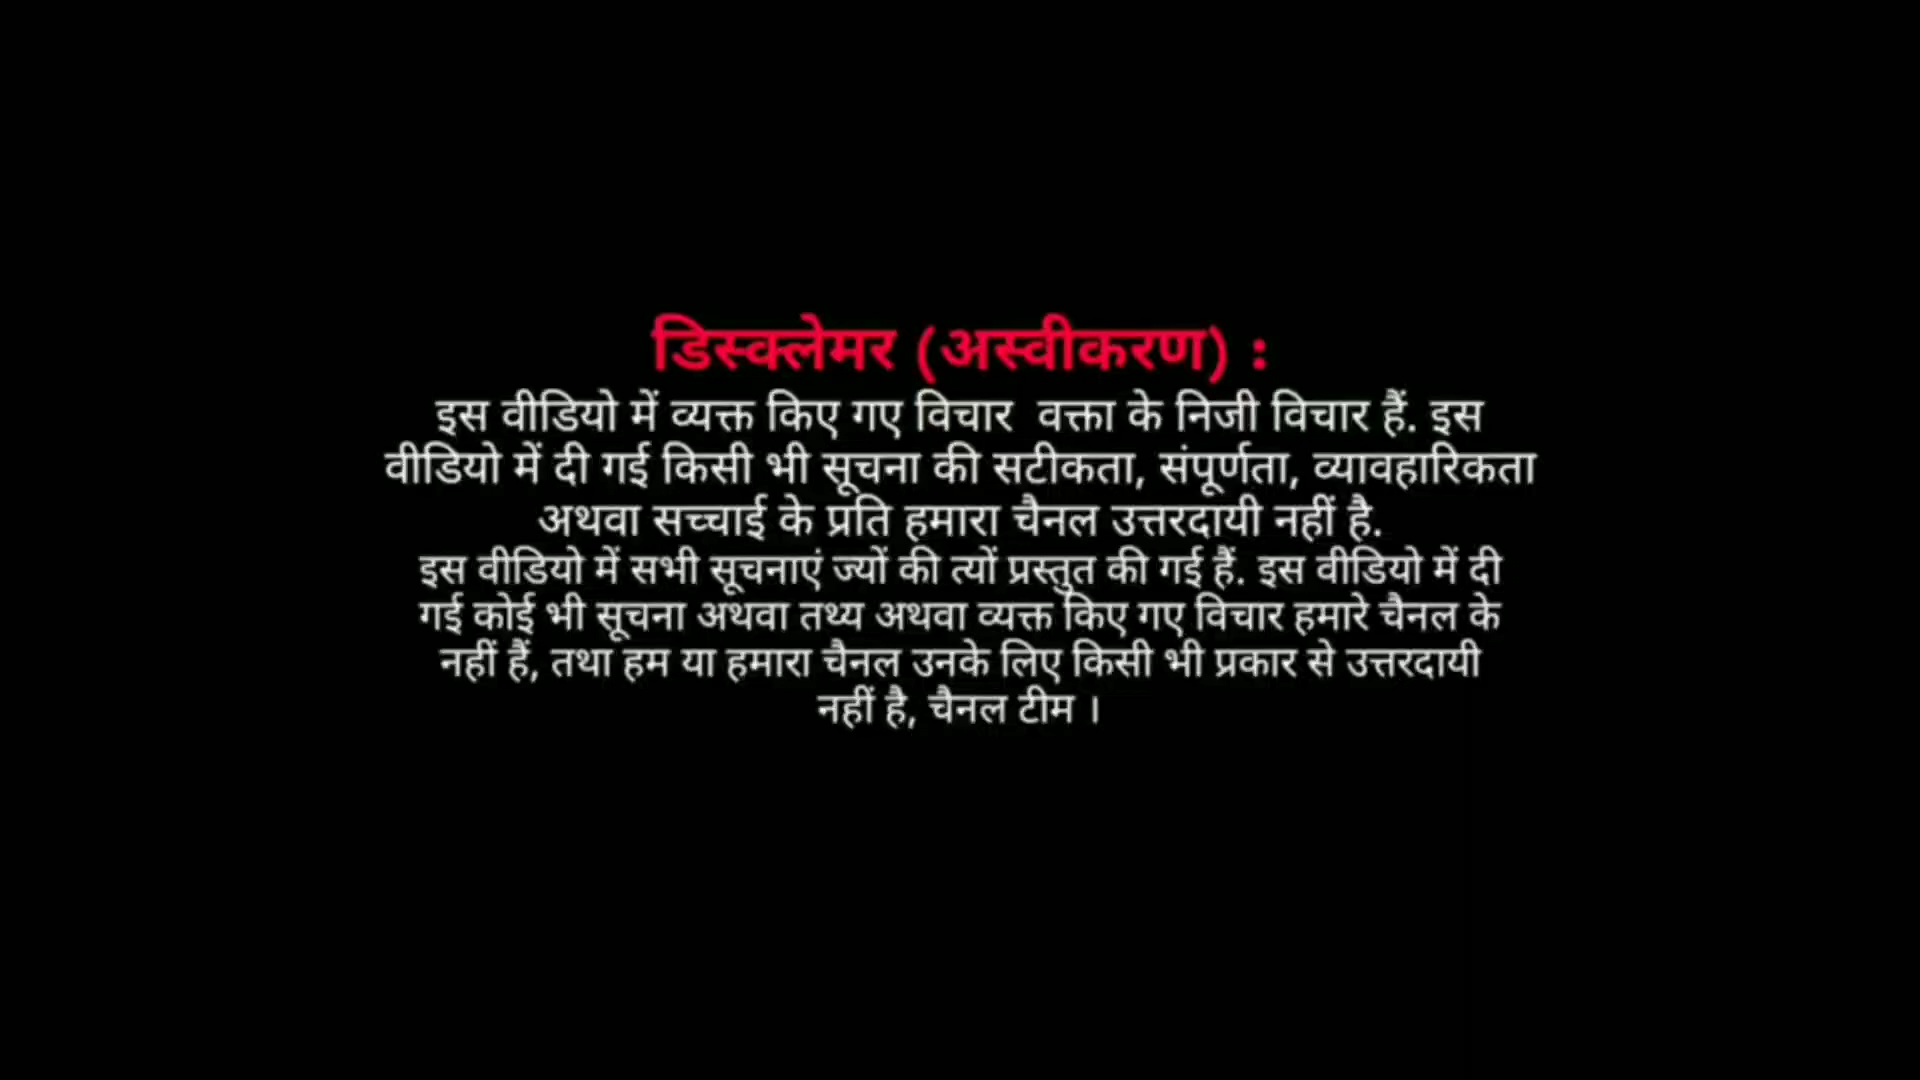 डिस्क्लेमर (अस्वीकरण) :
इस वीडियो में व्यक्त किए गए विचार वक्ता के निजी विचार हैं. इस
वीडियो में दी गई किसी भी सूचना की सटीकता, संपूर्णता, व्यावहारिकता
अथवा सच्चाई के प्रति हमारा चैनल उत्तरदायी नहीं है.
इस वीडियो में सभी सूचनाएं ज्यों की त्यों प्रस्तुत की गई हैं. इस वीडियो में दी
गई कोई भी सूचना अथवा तथ्य अथवा व्यक्त किए गए विचार हमारे चैनल के
नहीं हैं, तथा हम या हमारा चैनल उनके लिए किसी भी प्रकार से उत्तरदायी
नहीं है, चैनल टीम ।